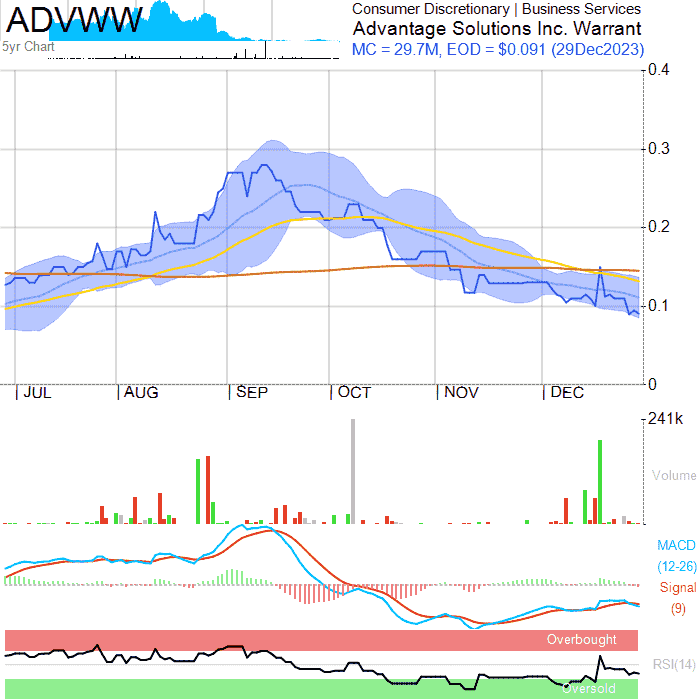 ADVWW
5yr Chart
Consumer Discretionary | Business Services
Advantage Solutions Inc. Warrant
MC = 29.7M, EOD = $0.091 (29Dec2023)
0.4
0.3
0.2
0.1
0
JUL
AUG
SEP
OCT
NOV
DEC
241k
Volume
MACD
(12-26)
Signal
(9)
Overbought
RSI(14)
Oversold